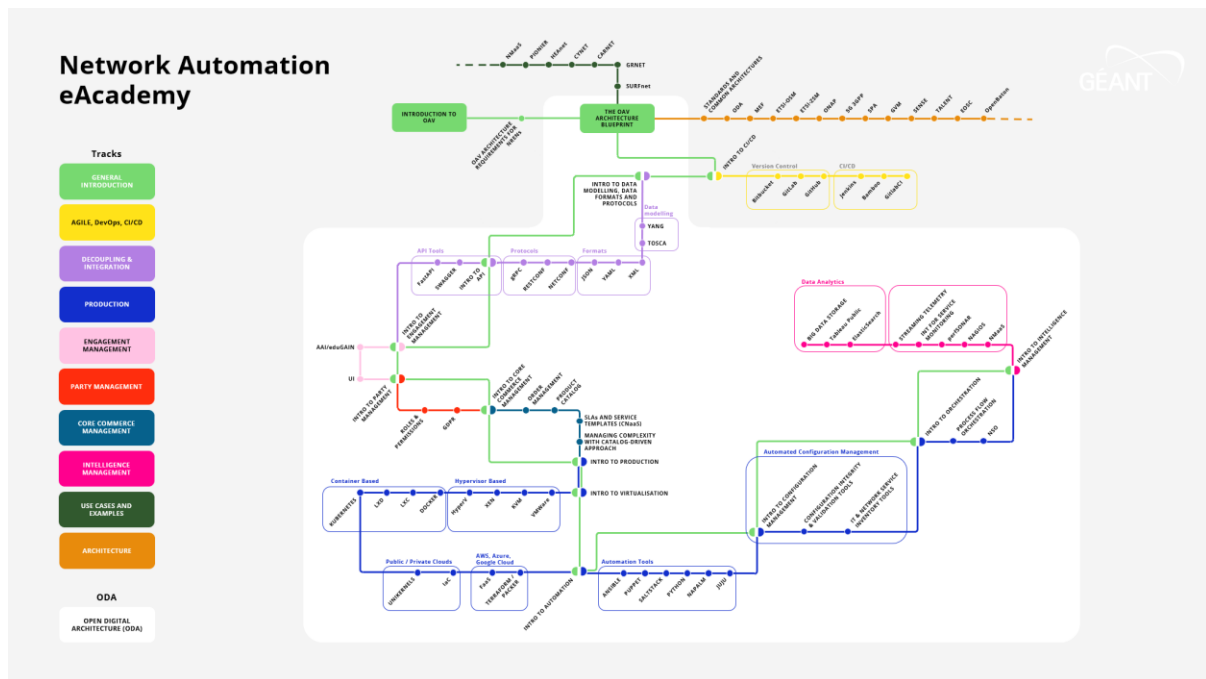 Network Automation
eAcademy
GÉANT
Tracks
GENERAL
INTRODUCTION
AGILE, DevOps, CI/CD
DECOUPLING &
INTEGRATION
PRODUCTION
ENGAGEMENT
MANAGEMENT
PARTY MANAGEMENT
CORE COMMERCE
MANAGEMENT
INTELLIGENCE
MANAGEMENT
USE CASES AND
EXAMPLES
ARCHITECTURE
ODA
OPEN DIGITAL
ARCHITECTURE (ODA)
NMaaS
PIONIER
HEAnet
CYNET
CARNET
GRNET
SURFnet
INTRODUCTION TO
OAV
OAV ARCHITECTURE
REQUIREMENTS FOR
NRENs
THE OAV
ARCHITECTURE
BLUEPRINT
STANDARDS AND
COMMON ARCHITECTURES
ODA
MEF
ETSI-OSM
ETSI-ZSM
ONAP
5G 3GPP
SPA
GVM
SENSE
TALENT
EOSC
OpenBaton
INTRO TO CI/CD
Version Control
Bitbucket
GitLab
GitHub
CI/CD
Jenkins
Bamboo
GitlabCI
INTRO TO DATA
MODELLING, DATA
FORMATS AND
PROTOCOLS
Data
modelling
YANG
TOSCA
API Tools
FastAPI
SWAGGER
INTRO TO
API
Protocols
gRPC
RESTCONF
NETCONF
Formats
JSON
YAML
XML
INTRO TO
ENGAGEMENT
MANAGEMENT
AAI/eduGAIN
UI
INTRO TO PARTY
MANAGEMENT
ROLES &
PERMISSIONS
GDPR
INTRO TO CORE
COMMERCE
MANAGEMENT
ORDER
MANAGEMENT
PRODUCT
CATALOG
SLAs AND SERVICE
TEMPLATES (CNaaS)
MANAGING COMPLEXITY
WITH CATALOG-DRIVEN
APPROACH
INTRO TO PRODUCTION
INTRO TO VIRTUALISATION
Container Based
KUBERNETES
LXD
LXC
DOCKER
Hypervisor Based
HyperV
XEN
KVM
VMWare
Public / Private Clouds
UNIKERNELS
IaC
AWS, Azure,
Google Cloud
FaaS
TERRAFORM /
PACKER
INTRO TO AUTOMATION
Automation Tools
ANSIBLE
PUPPET
SALTSTACK
PYTHON
NAPALM
JUJU
Automated Configuration Management
INTRO TO CONFIGURATION
MANAGEMENT
CONFIGURATION INTEGRITY
& VALIDATION TOOLS
IT & NETWORK SERVICE
INVENTORY TOOLS
INTRO TO ORCHESTRATION
PROCESS FLOW
ORCHESTRATION
NSO
INTRO TO INTELLIGENCE
MANAGEMENT
Data Analytics
BIG DATA STORAGE
Tableau Public
ElasticSearch
STREAMING TELEMETRY
INT FOR SERVICE
MONITORING
perfSONAR
NAGIOS
NMaaS